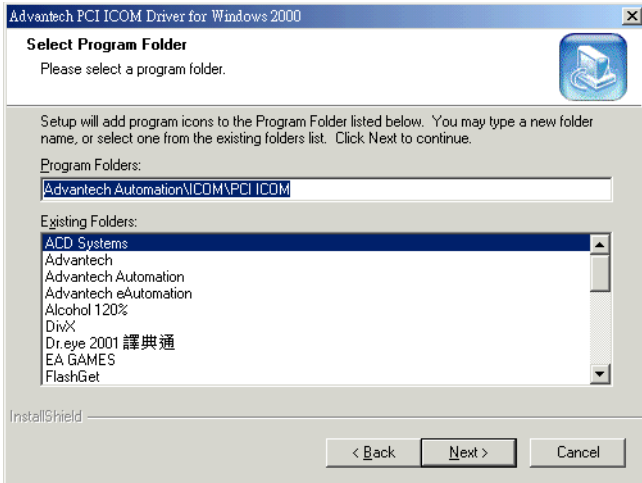 Advantech PCI ICOM Driver for Windows 2000
Select Program Folder
Please select a program folder.
Setup will add program icons to the Program Folder listed below. You may type a new folder
name, or select one from the existing folders list. Click Next to continue.
Program Folders:
Advantech Automation\ICOM\PCI ICOM
Existing Folders:
ACD Systems
Advantech
Advantech Automation
Advantech eAutomation
Alcohol 120%
DivX
Dr.eye 2001 譯典通
EA GAMES
FlashGet
InstallShield
< Back
Next >
Cancel